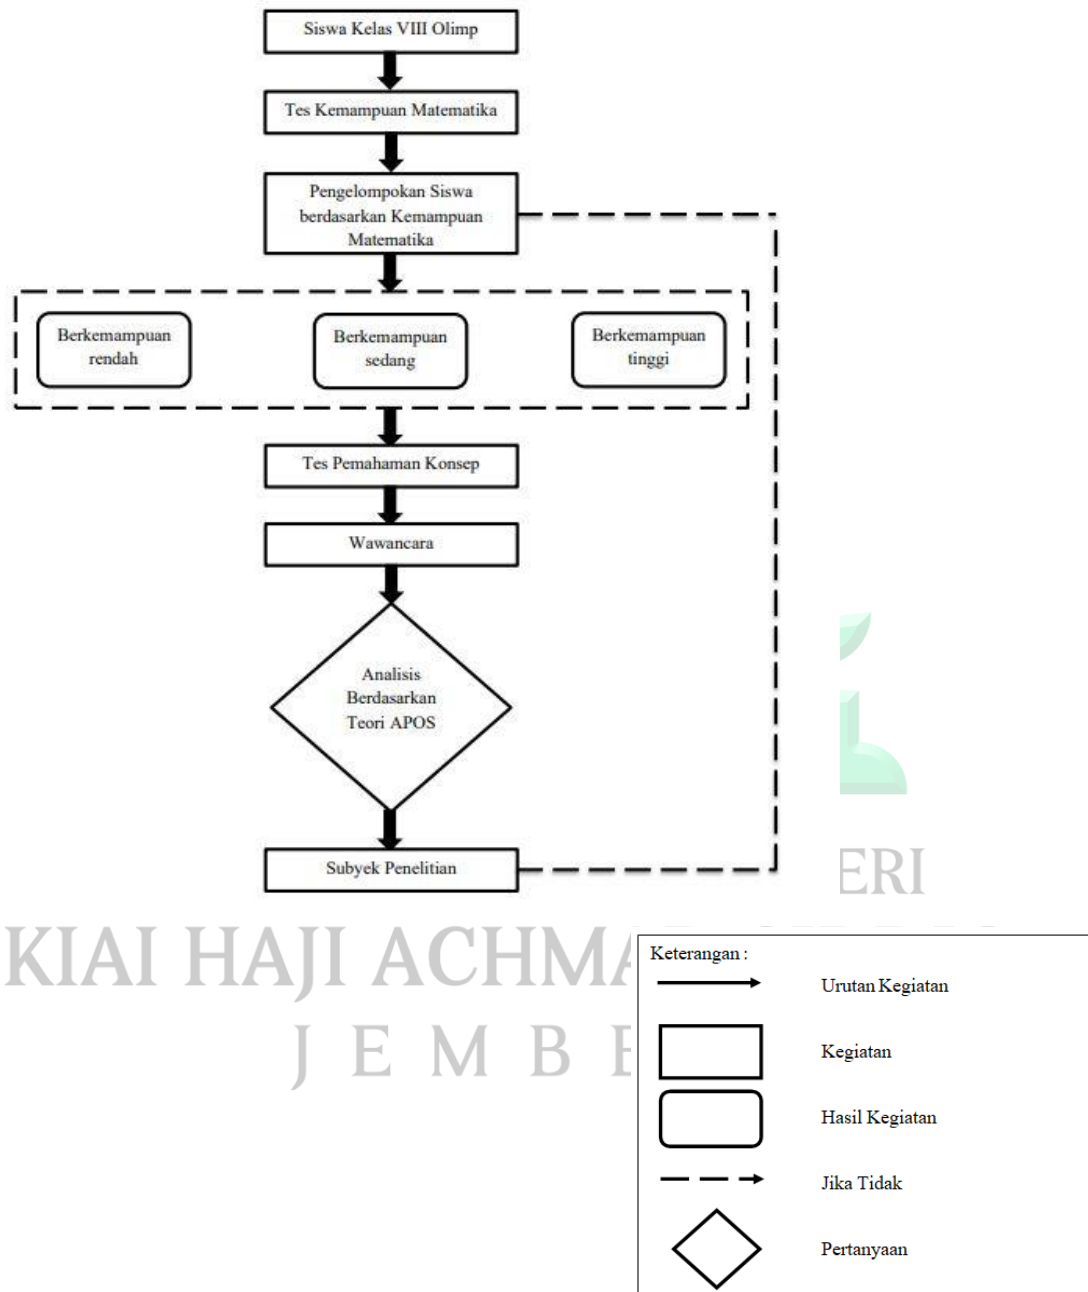 Siswa Kelas VIII Olimp
Tes Kemampuan Matematika
Pengelompokan Siswa
berdasarkan Kemampuan
Matematika
Berkemampuan
rendah
Berkemampuan
sedang
Berkemampuan
tinggi
Tes Pemahaman Konsep
Wawancara
Analisis
Berdasarkan
Teori APOS
Subyek Penelitian
ERI
KIAI HAJI ACHMA
J E M B E
Keterangan :
Urutan Kegiatan
Kegiatan
Hasil Kegiatan
Jika Tidak
Pertanyaan